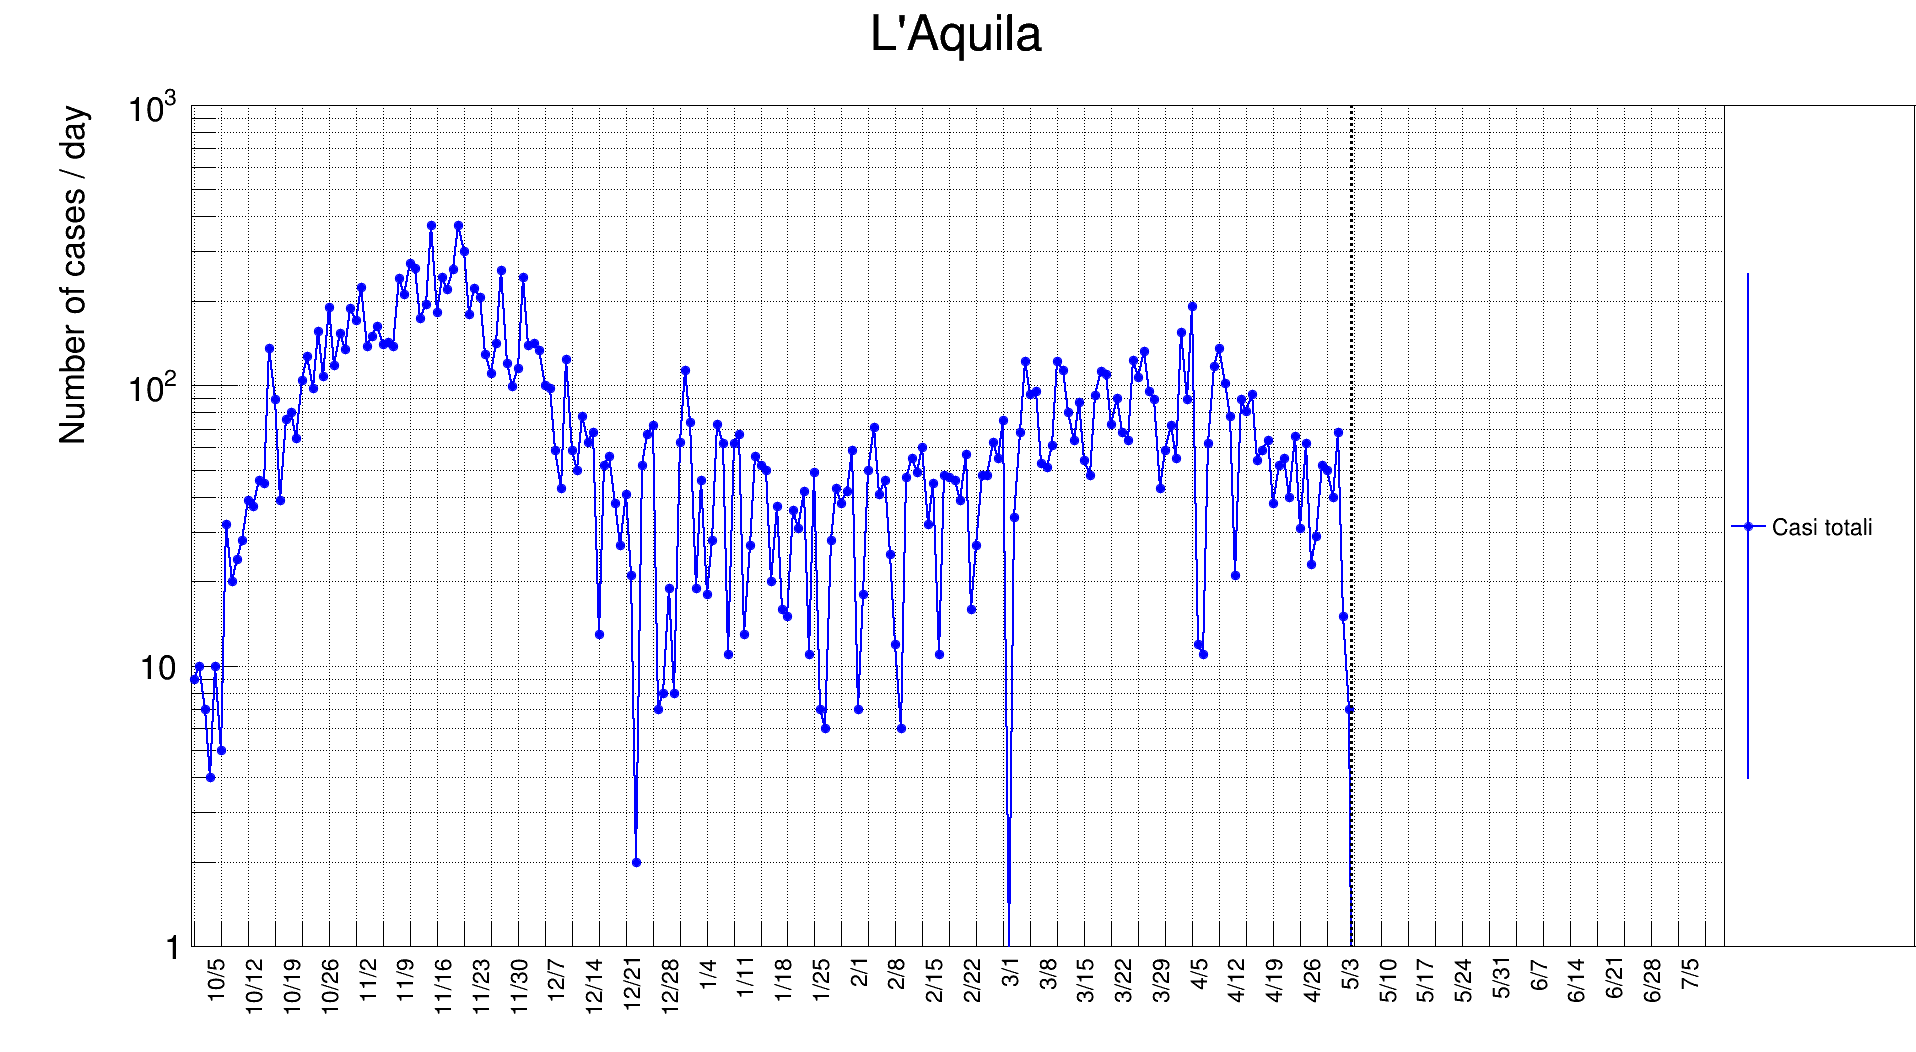 L'Aquila
Number of cases / day
10³
10²
10
1
10/5 10/12 10/19 10/26 11/2 11/9 11/16 11/23 11/30 12/7 12/14 12/21 12/28 1/4 1/11 1/18 1/25 2/1 2/8 2/15 2/22 3/1 3/8 3/15 3/22 3/29 4/5 4/12 4/19 4/26 5/3 5/10 5/17 5/24 5/31 6/7 6/14 6/21 6/28 7/5
Casi totali